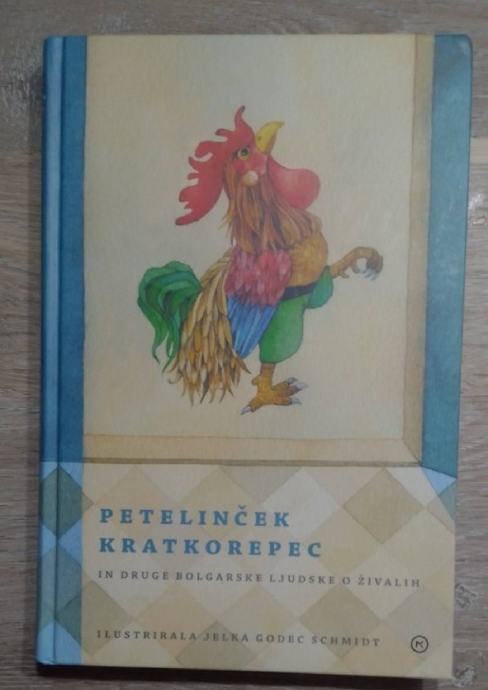 PETELINČEK
KRATKOREPEC
IN DRUGE BOLGARSKE LJUDSKE O ŽIVALIH
ILUSTRIRALA JELKA GODEC SCHMIDT